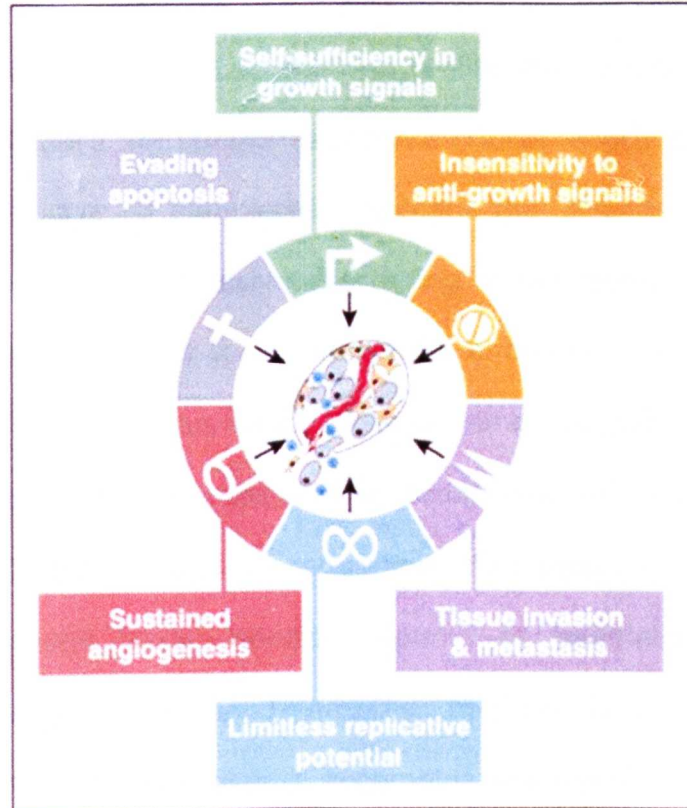 Self-sufficiency in
growth signals
Evading
apoptosis
Insensitivity to
anti-growth signals
Sustained
angiogenesis
Tissue invasion
& metastasis
Limitless replicative
potential